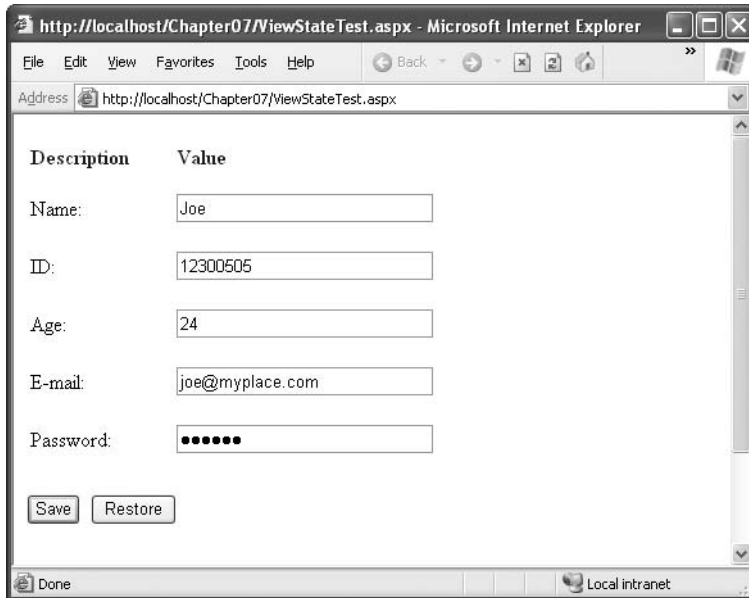 http://localhost/Chapter07/ViewStateTest.aspx - Microsoft Internet Explorer
File Edit View Favorites Tools Help Back »
Address http://localhost/Chapter07/ViewStateTest.aspx
Description Value
Name: Joe
ID: 12300505
Age: 24
E-mail: joe@myplace.com
Password: ●●●●●●
Save Restore
Done Local intranet